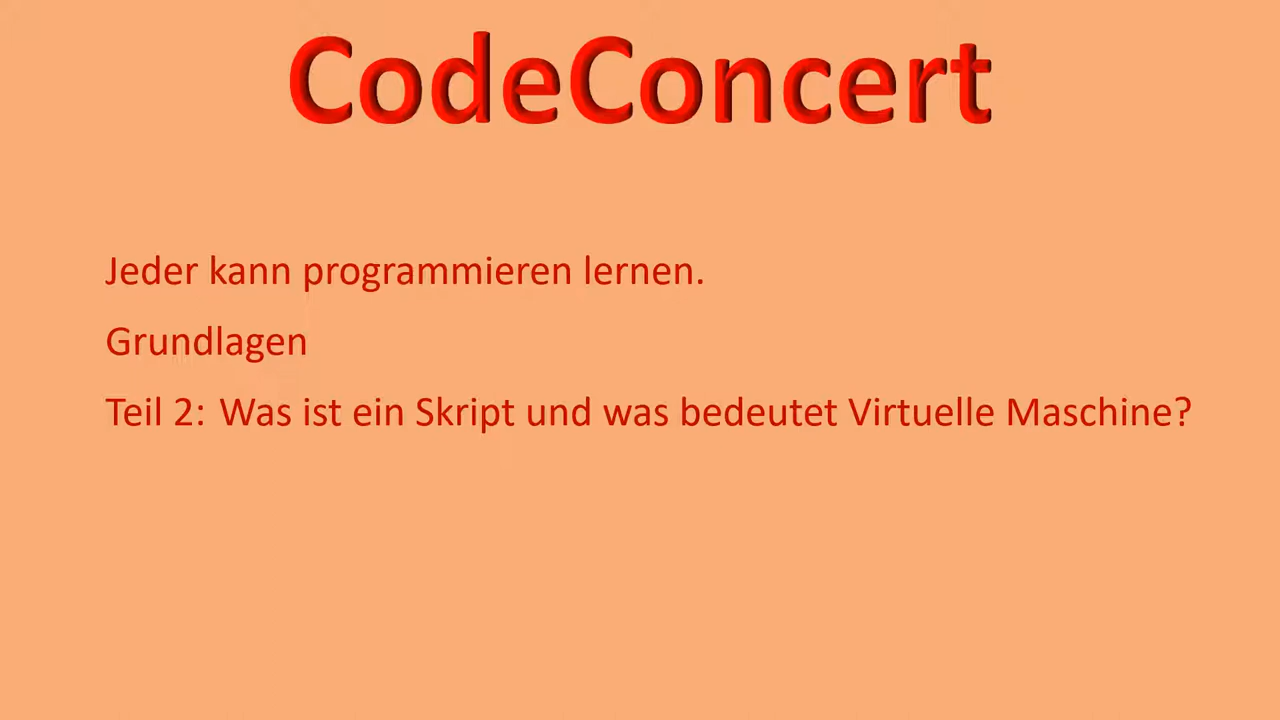 CodeConcert
Jeder kann programmieren lernen.
Grundlagen
Teil 2: Was ist ein Skript und was bedeutet Virtuelle Maschine?